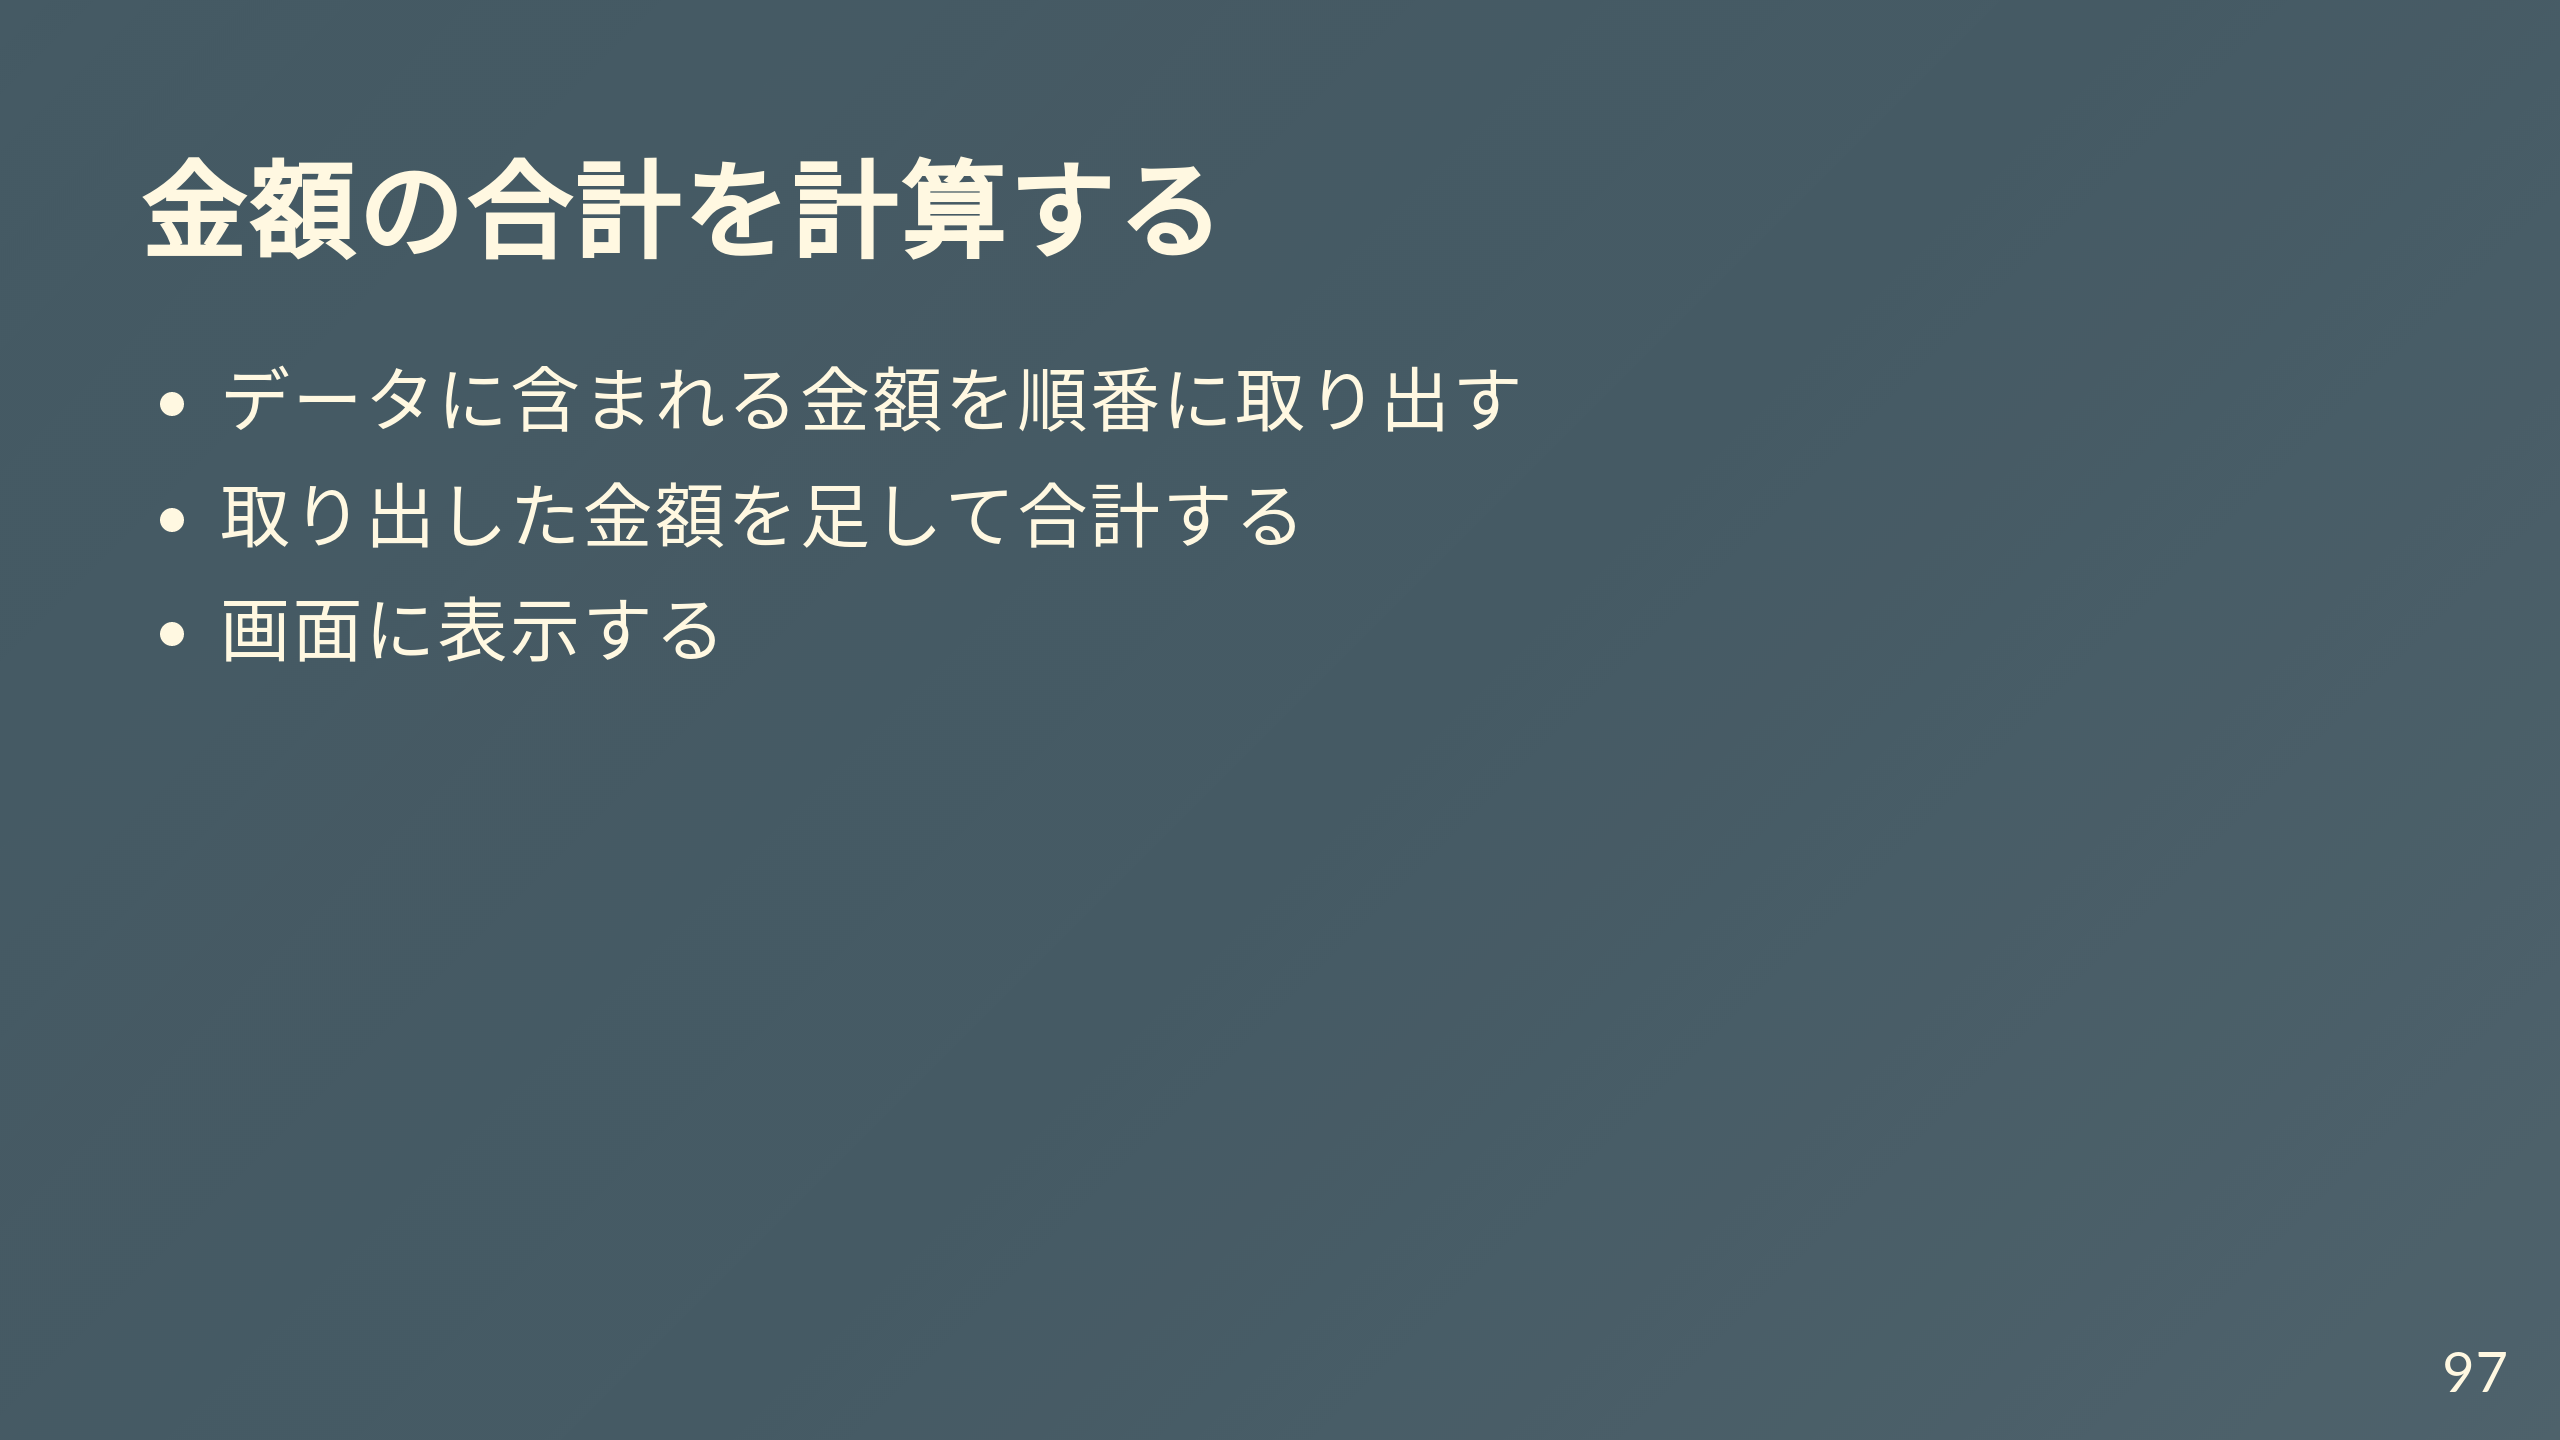 金額の合計を計算する
• データに含まれる金額を順番に取り出す
• 取り出した金額を足して合計する
• 画面に表示する
97